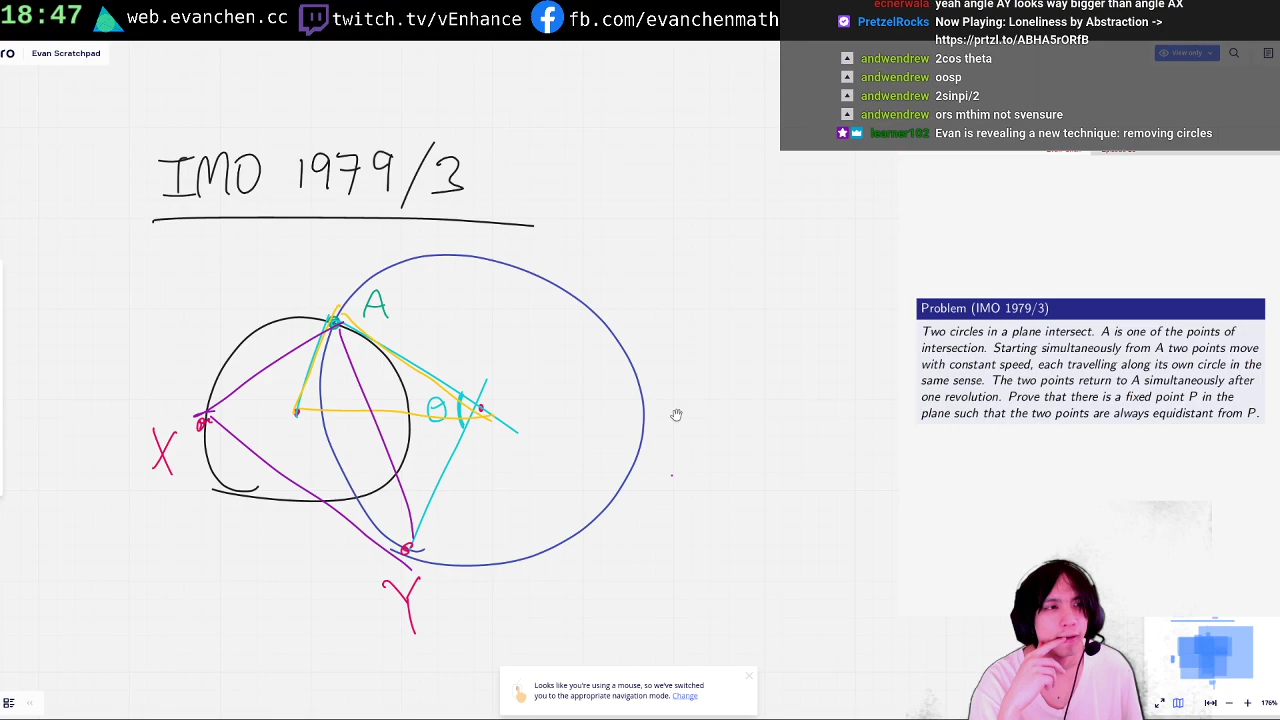 18:47
web.evanchen.cc
twitch.tv/vEnhance
fb.com/evanchenmath
ro
Evan Scratchpad
ecnerwala yeah angle AY looks way bigger than angle AX
PretzelRocks Now Playing: Loneliness by Abstraction ->
https://prtzl.to/ABHA5rORfB
andwendrew 2cos theta
andwendrew oosp
andwendrew 2sinpi/2
andwendrew ors mthim not svensure
learner102 Evan is revealing a new technique: removing circles
View only
IMO 1979/3
A
θ
X
Y
Problem (IMO 1979/3)
Two circles in a plane intersect. A is one of the points of
intersection. Starting simultaneously from A two points move
with constant speed, each travelling along its own circle in the
same sense. The two points return to A simultaneously after
one revolution. Prove that there is a fixed point P in the
plane such that the two points are always equidistant from P.
Looks like you're using a mouse, so we've switched
you to the appropriate navigation mode. Change
176%